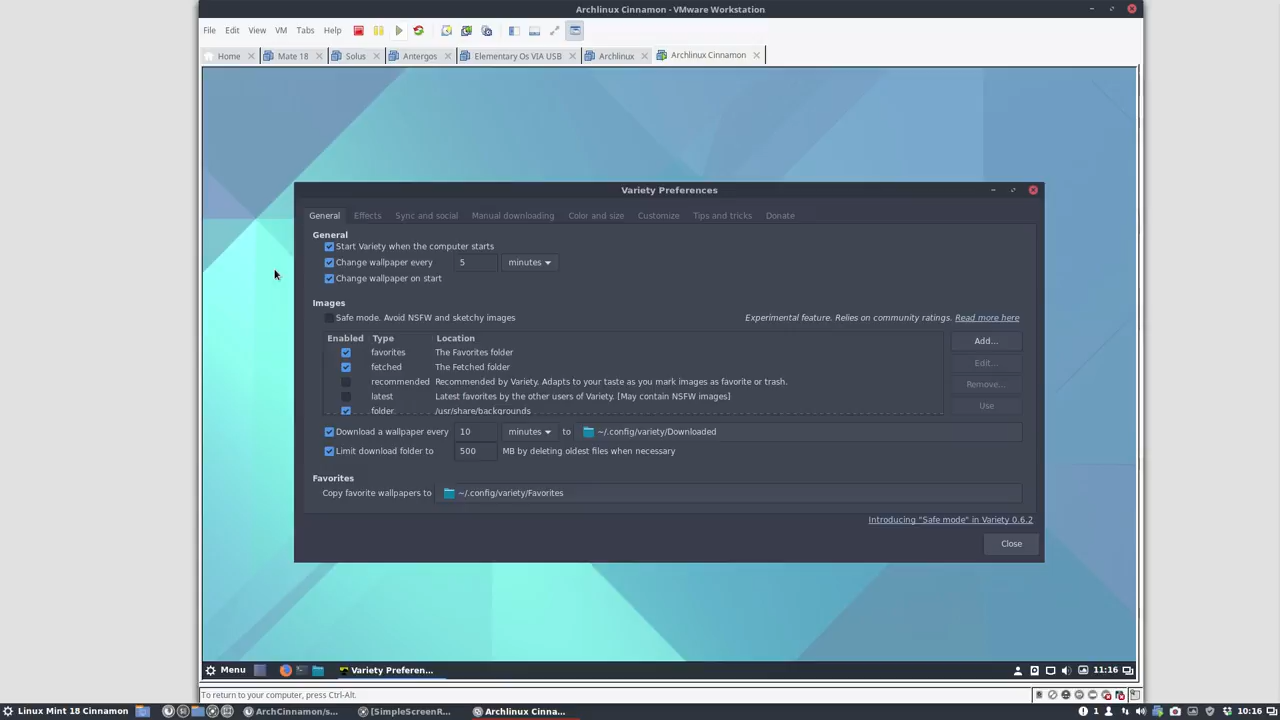 Archlinux Cinnamon - VMware Workstation
File Edit View VM Tabs Help
Home Mate 18 Solus Antergos Elementary Os VIA USB Archlinux Archlinux Cinnamon
Variety Preferences
General Effects Sync and social Manual downloading Color and size Customize Tips and tricks Donate
General
Start Variety when the computer starts
Change wallpaper every 5 minutes
Change wallpaper on start
Images
Safe mode. Avoid NSFW and sketchy images Experimental feature. Relies on community ratings. Read more here
Enabled Type Location Add...
favorites The Favorites folder
fetched The Fetched folder Edit...
recommended Recommended by Variety. Adapts to your taste as you mark images as favorite or trash. Remove...
latest Latest favorites by the other users of Variety. [May contain NSFW images]
folder /usr/share/backgrounds Use
Download a wallpaper every 10 minutes to ~/.config/variety/Downloaded
Limit download folder to 500 MB by deleting oldest files when necessary
Favorites
Copy favorite wallpapers to ~/.config/variety/Favorites
Introducing "Safe mode" in Variety 0.6.2
Close
Menu Variety Preferen... 11:16
To return to your computer, press Ctrl-Alt.
Linux Mint 18 Cinnamon ArchCinnamon/s... [SimpleScreenR... Archlinux Cinna... 1 10:16